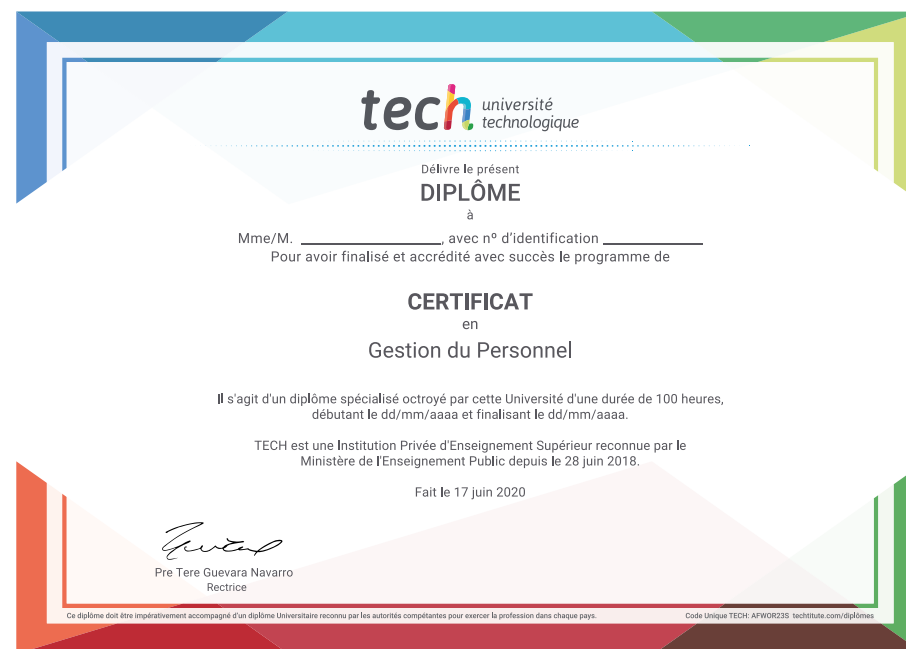 tech université
technologique
Délivre le présent
DIPLÔME
à
Mme/M. ____________________, avec nº d'identification ______________
Pour avoir finalisé et accrédité avec succès le programme de
CERTIFICAT
en
Gestion du Personnel
Il s'agit d'un diplôme spécialisé octroyé par cette Université d'une durée de 100 heures,
débutant le dd/mm/aaaa et finalisant le dd/mm/aaaa.
TECH est une Institution Privée d'Enseignement Supérieur reconnue par le
Ministère de l'Enseignement Public depuis le 28 juin 2018.
Fait le 17 juin 2020
Pre Tere Guevara Navarro
Rectrice
Ce diplôme doit être impérativement accompagné d'un diplôme Universitaire reconnu par les autorités compétantes pour exercer la profession dans chaque pays. Code Unique TECH: AFWOR23S techtitute.com/diplômes